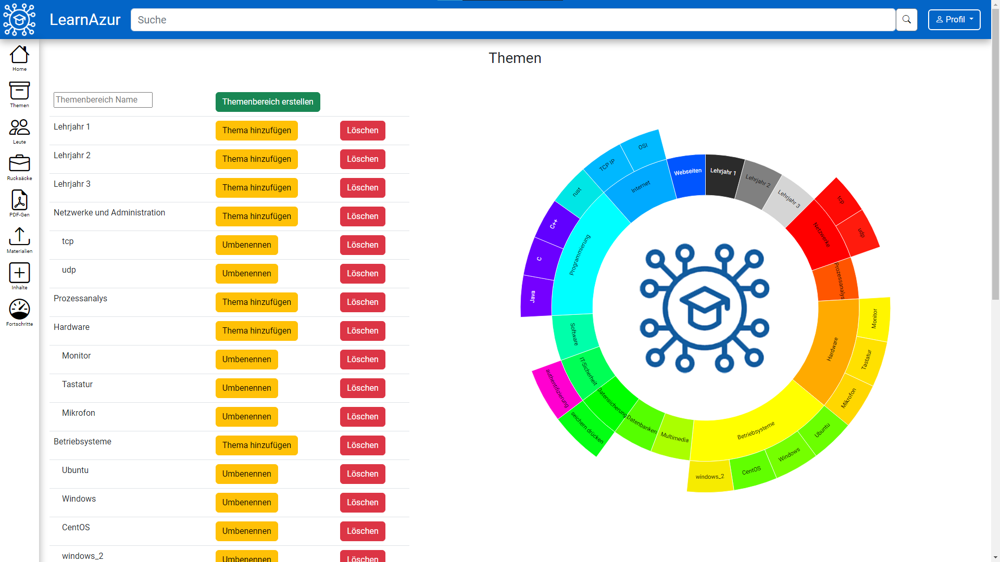 LearnAzur
Suche
Profil
Home
Themen
Leute
Rucksäcke
PDF-Gen
Materialien
Inhalte
Fortschritte
Themen
Themenbereich Name
Themenbereich erstellen
Lehrjahr 1 Thema hinzufügen Löschen
Lehrjahr 2 Thema hinzufügen Löschen
Lehrjahr 3 Thema hinzufügen Löschen
Netzwerke und Administration Thema hinzufügen Löschen
tcp Umbenennen Löschen
udp Umbenennen Löschen
Prozessanalys Thema hinzufügen Löschen
Hardware Thema hinzufügen Löschen
Monitor Umbenennen Löschen
Tastatur Umbenennen Löschen
Mikrofon Umbenennen Löschen
Betriebsysteme Thema hinzufügen Löschen
Ubuntu Umbenennen Löschen
Windows Umbenennen Löschen
CentOS Umbenennen Löschen
windows_2 Umbenennen Löschen
Lehrjahr 1
Lehrjahr 2
Lehrjahr 3
Netzwerke
tcp
udp
Prozessanalys
Hardware
Monitor
Tastatur
Mikrofon
Betriebsysteme
Ubuntu
Windows
CentOS
windows_2
Multimedia
Datenbanken
Datensicherung
seichern drücken
IT-Sicherheit
authentifizierung
Software
Programmierung
Java
C
C++
rust
Internet
TCP IP
OSI
Webseiten